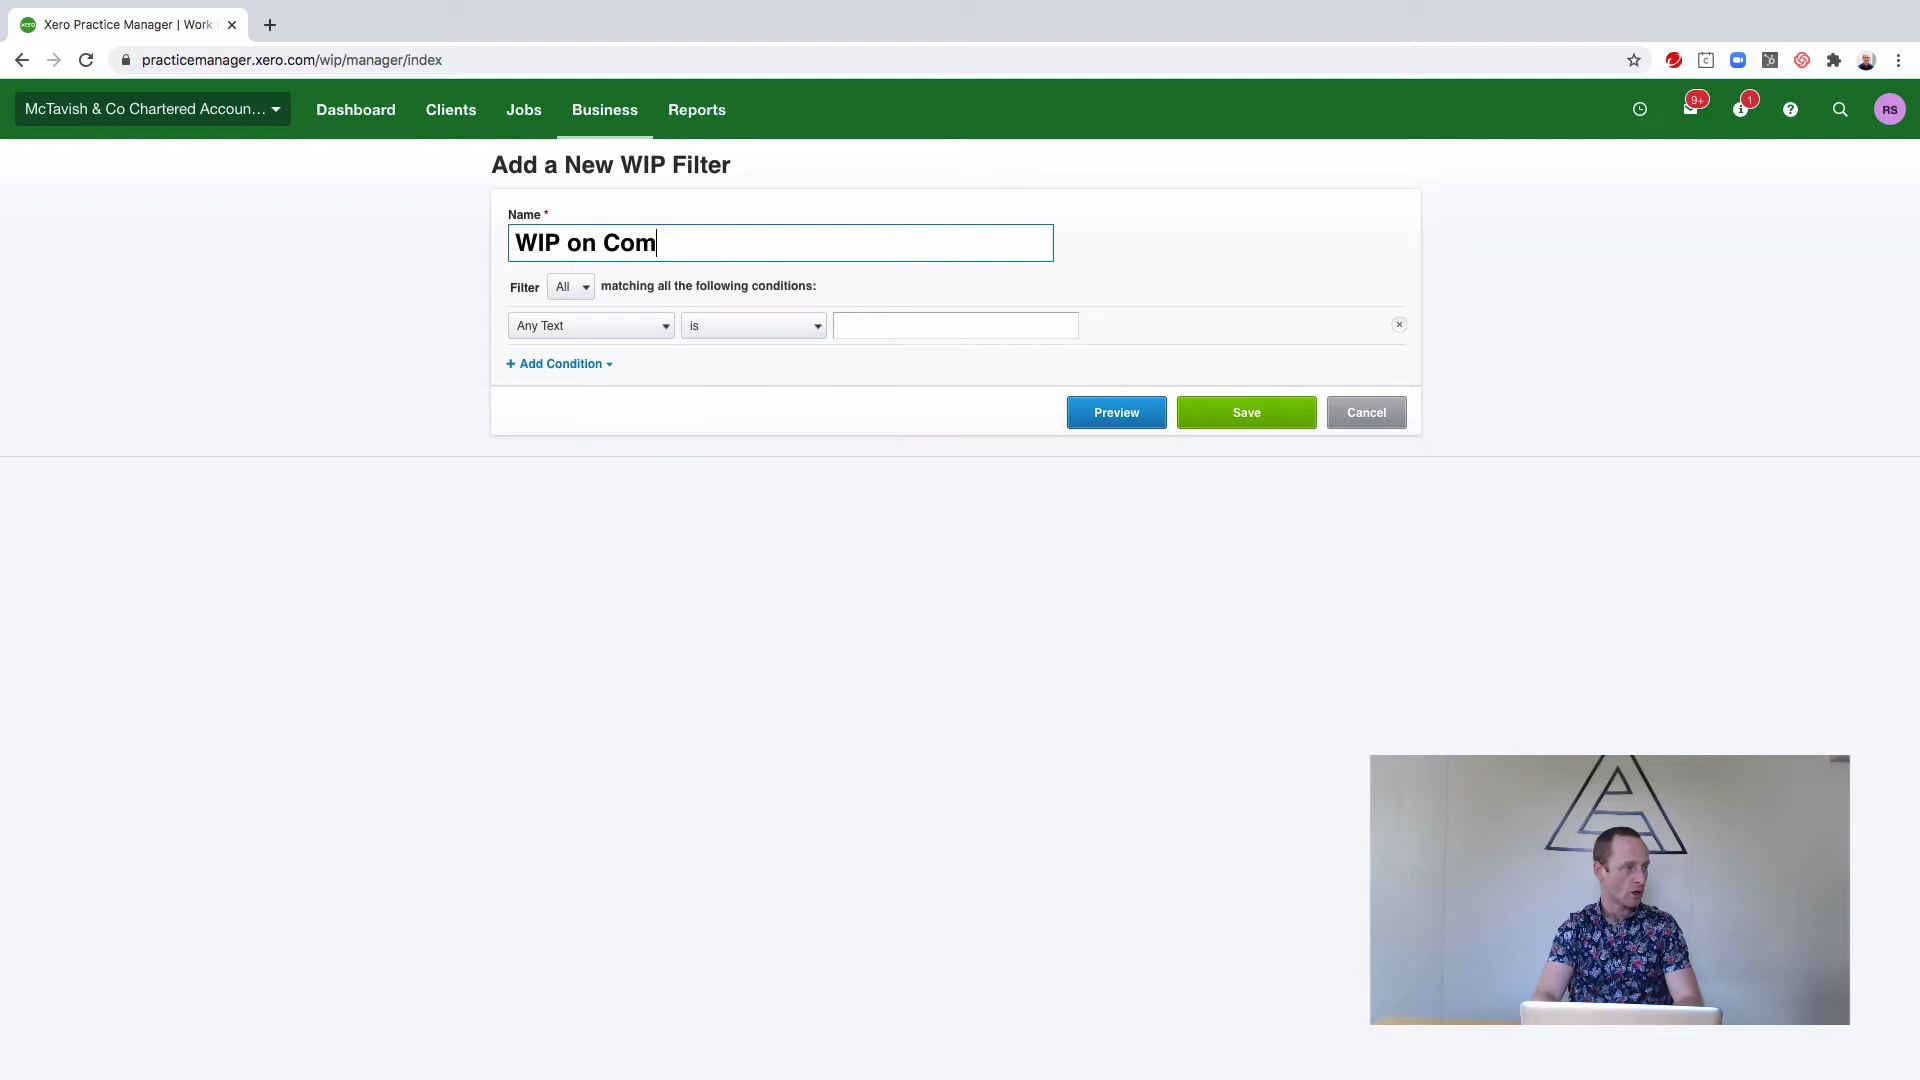 Xero Practice Manager | Work
practicemanager.xero.com/wip/manager/index
McTavish & Co Chartered Accoun...
Dashboard
Clients
Jobs
Business
Reports
9+
1
RS
Add a New WIP Filter
Name *
WIP on Com
Filter All matching all the following conditions:
Any Text
is
+ Add Condition
Preview
Save
Cancel